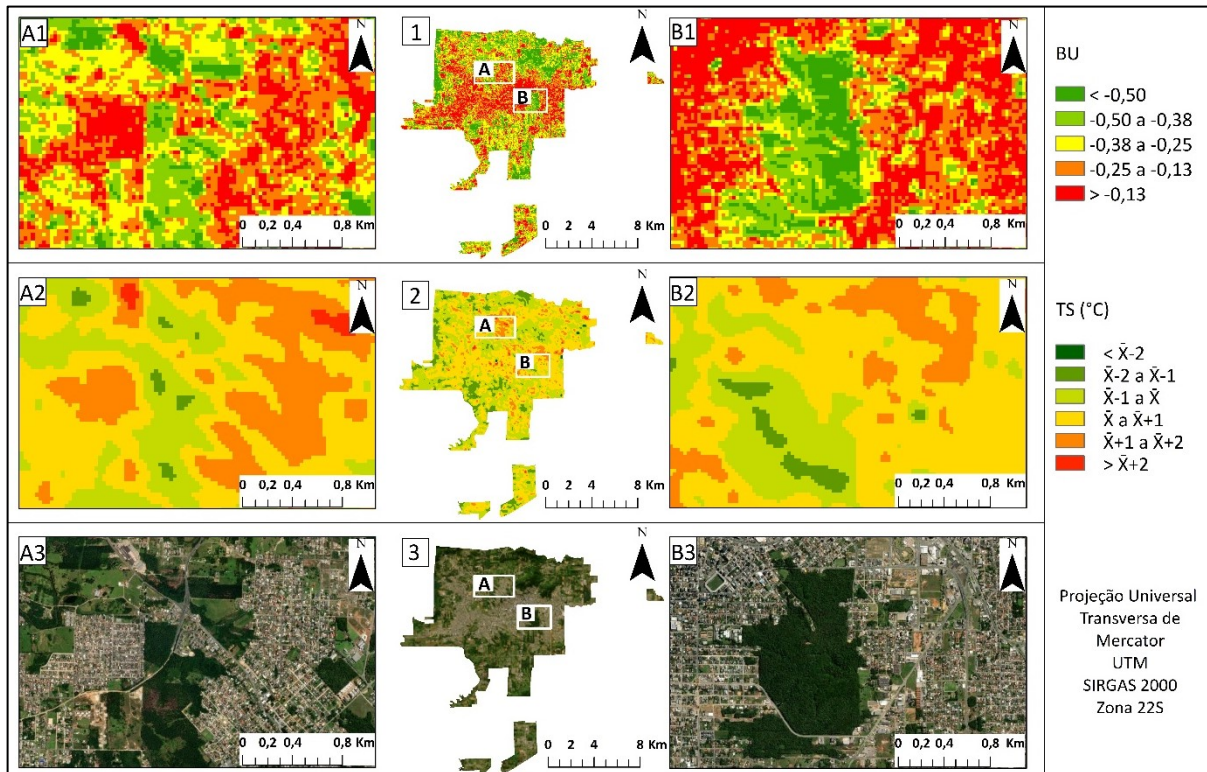 A1
N
0 0,2 0,4 0,8 Km
1
A
B
N
0 2 4 8 Km
B1
N
0 0,2 0,4 0,8 Km
BU
< -0,50
-0,50 a -0,38
-0,38 a -0,25
-0,25 a -0,13
> -0,13
A2
N
0 0,2 0,4 0,8 Km
2
A
B
N
0 2 4 8 Km
B2
N
0 0,2 0,4 0,8 Km
TS (°C)
< X̄-2
X̄-2 a X̄-1
X̄-1 a X̄
X̄ a X̄+1
X̄+1 a X̄+2
> X̄+2
A3
N
0 0,2 0,4 0,8 Km
3
A
B
N
0 2 4 8 Km
B3
N
0 0,2 0,4 0,8 Km
Projeção Universal
Transversa de
Mercator
UTM
SIRGAS 2000
Zona 22S